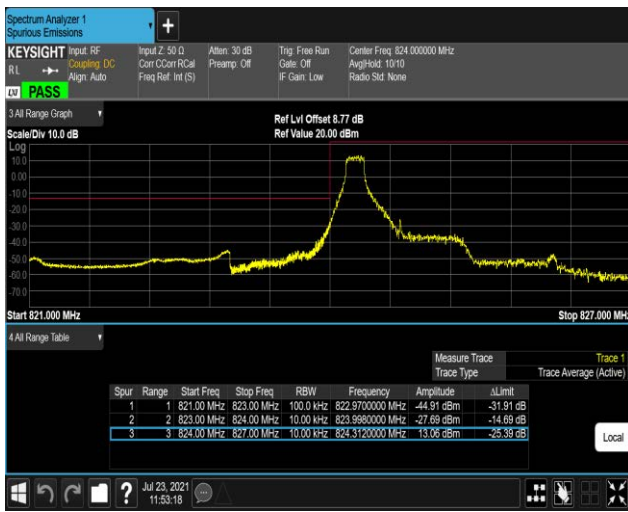 Spectrum Analyzer 1
Spurious Emissions
+
KEYSIGHT Input: RF Input Z: 50 Ω Atten: 30 dB Trig: Free Run Center Freq: 824.000000 MHz
RL Coupling: DC Corr CCorr RCal Preamp: Off Gate: Off Avg|Hold: 10/10
Align: Auto Freq Ref: Int (S) IF Gain: Low Radio Std: None
LXI PASS
3 All Range Graph
Ref Lvl Offset 8.77 dB
Scale/Div 10.0 dB Ref Value 20.00 dBm
Log
10.0
0.00
-10.0
-20.0
-30.0
-40.0
-50.0
-60.0
-70.0
Start 821.000 MHz Stop 827.000 MHz
4 All Range Table
Measure Trace Trace 1
Trace Type Trace Average (Active)
Spur Range Start Freq Stop Freq RBW Frequency Amplitude ΔLimit
1 1 821.00 MHz 823.00 MHz 100.0 kHz 822.9700000 MHz -44.91 dBm -31.91 dB
2 2 823.00 MHz 824.00 MHz 10.00 kHz 823.9980000 MHz -27.69 dBm -14.69 dB
3 3 824.00 MHz 827.00 MHz 10.00 kHz 824.3120000 MHz 13.06 dBm -25.39 dB
Local
? Jul 23, 2021
11:53:18